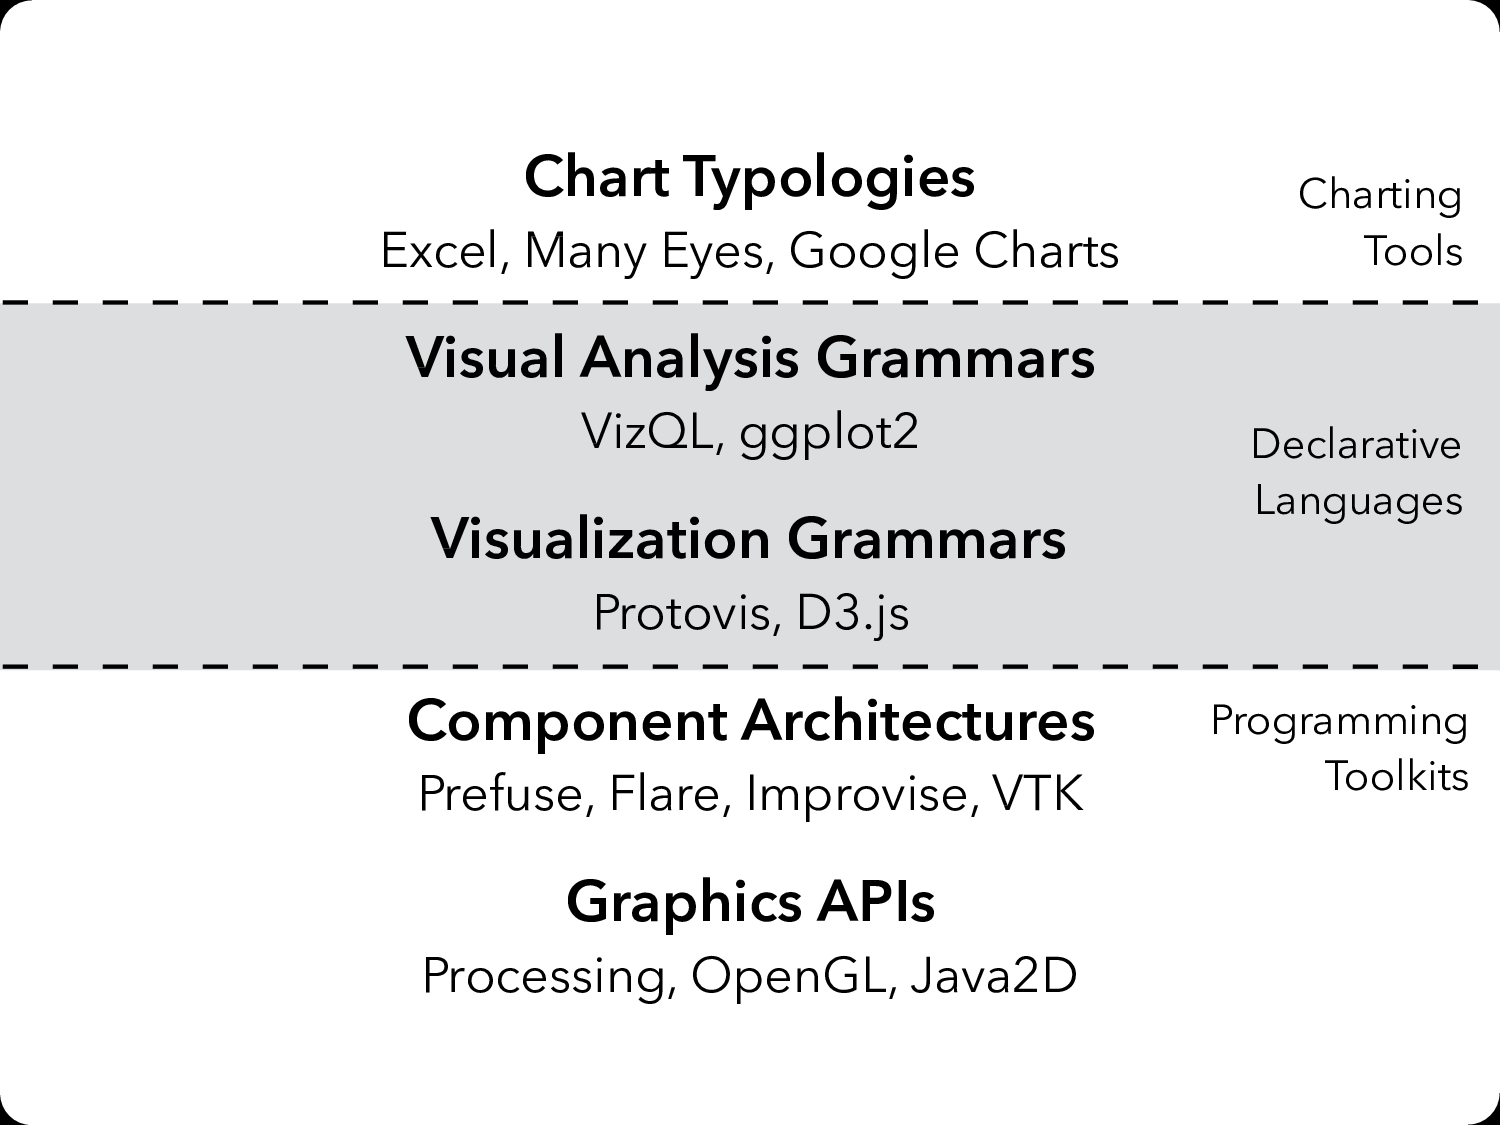 Chart Typologies
Excel, Many Eyes, Google Charts
Charting
Tools
Visual Analysis Grammars
VizQL, ggplot2
Declarative
Languages
Visualization Grammars
Protovis, D3.js
Component Architectures
Prefuse, Flare, Improvise, VTK
Programming
Toolkits
Graphics APIs
Processing, OpenGL, Java2D